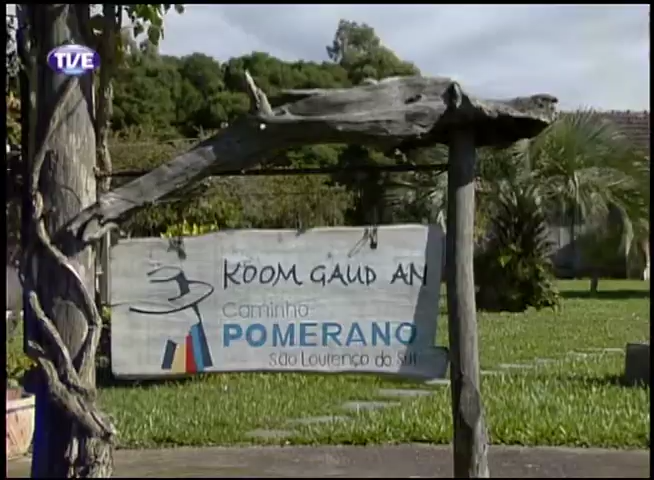 TVE
KOOM GAUD AN
Caminho
POMERANO
São Lourenço do Sul